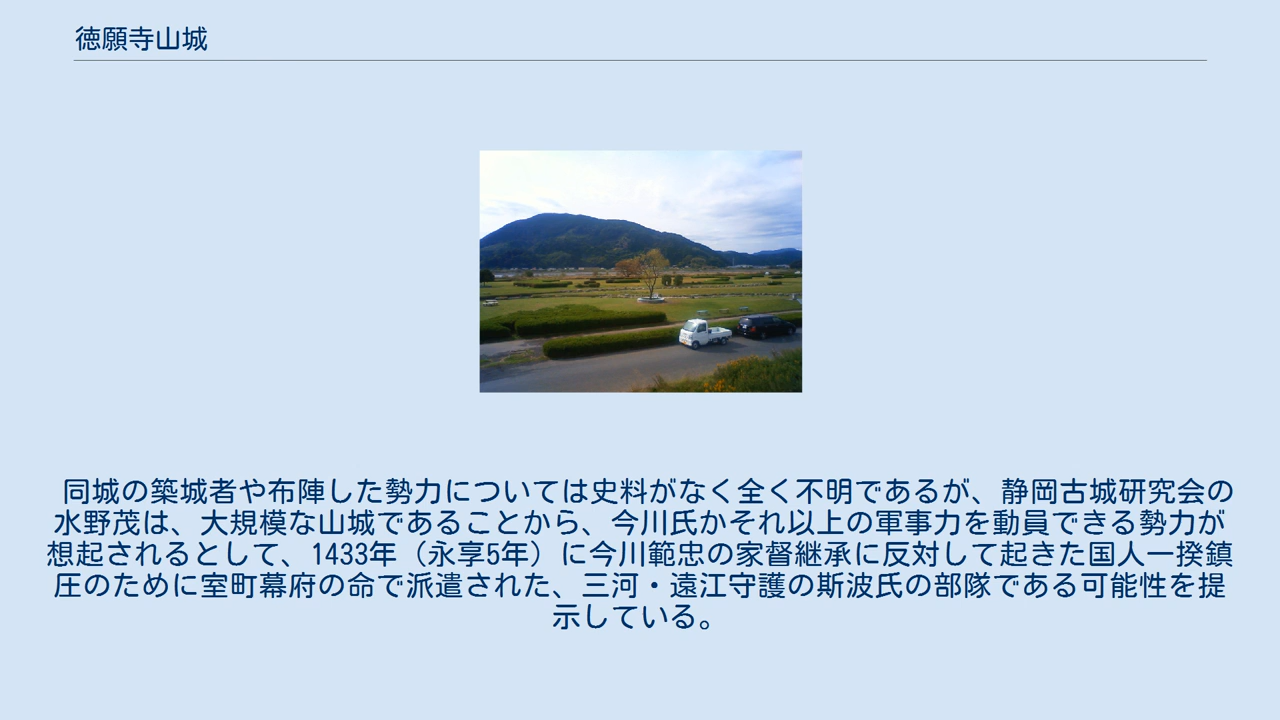 徳願寺山城
同城の築城者や布陣した勢力については史料がなく全く不明であるが、静岡古城研究会の
水野茂は、大規模な山城であることから、今川氏かそれ以上の軍事力を動員できる勢力が
想起されるとして、1433年（永享5年）に今川範忠の家督継承に反対して起きた国人一揆鎮
圧のために室町幕府の命で派遣された、三河・遠江守護の斯波氏の部隊である可能性を提
示している。